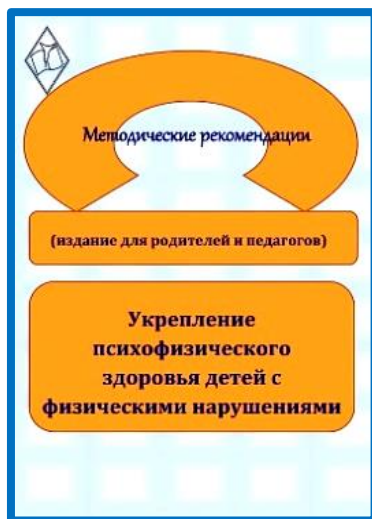 Методические рекомендации
(издание для родителей и педагогов)
Укрепление
психофизического
здоровья детей с
физическими нарушениями